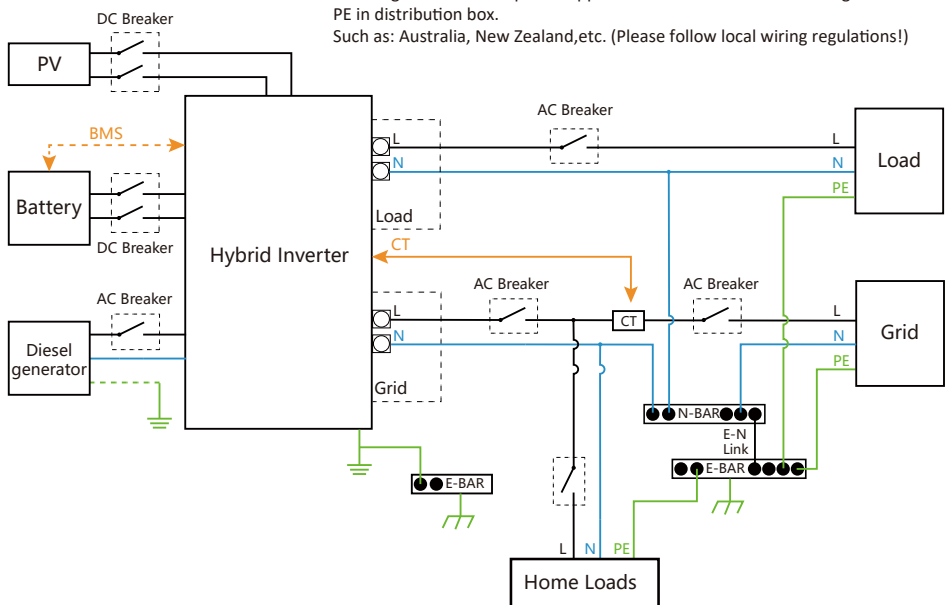 PE in distribution box.
Such as: Australia, New Zealand,etc. (Please follow local wiring regulations!)
DC Breaker
PV
BMS
Battery
DC Breaker
AC Breaker
Diesel
generator
Hybrid Inverter
L
N
Load
CT
L
N
Grid
AC Breaker
L
N
PE
Load
AC Breaker
CT
AC Breaker
L
N
PE
Grid
N-BAR
E-N
Link
E-BAR
E-BAR
L
N
PE
Home Loads